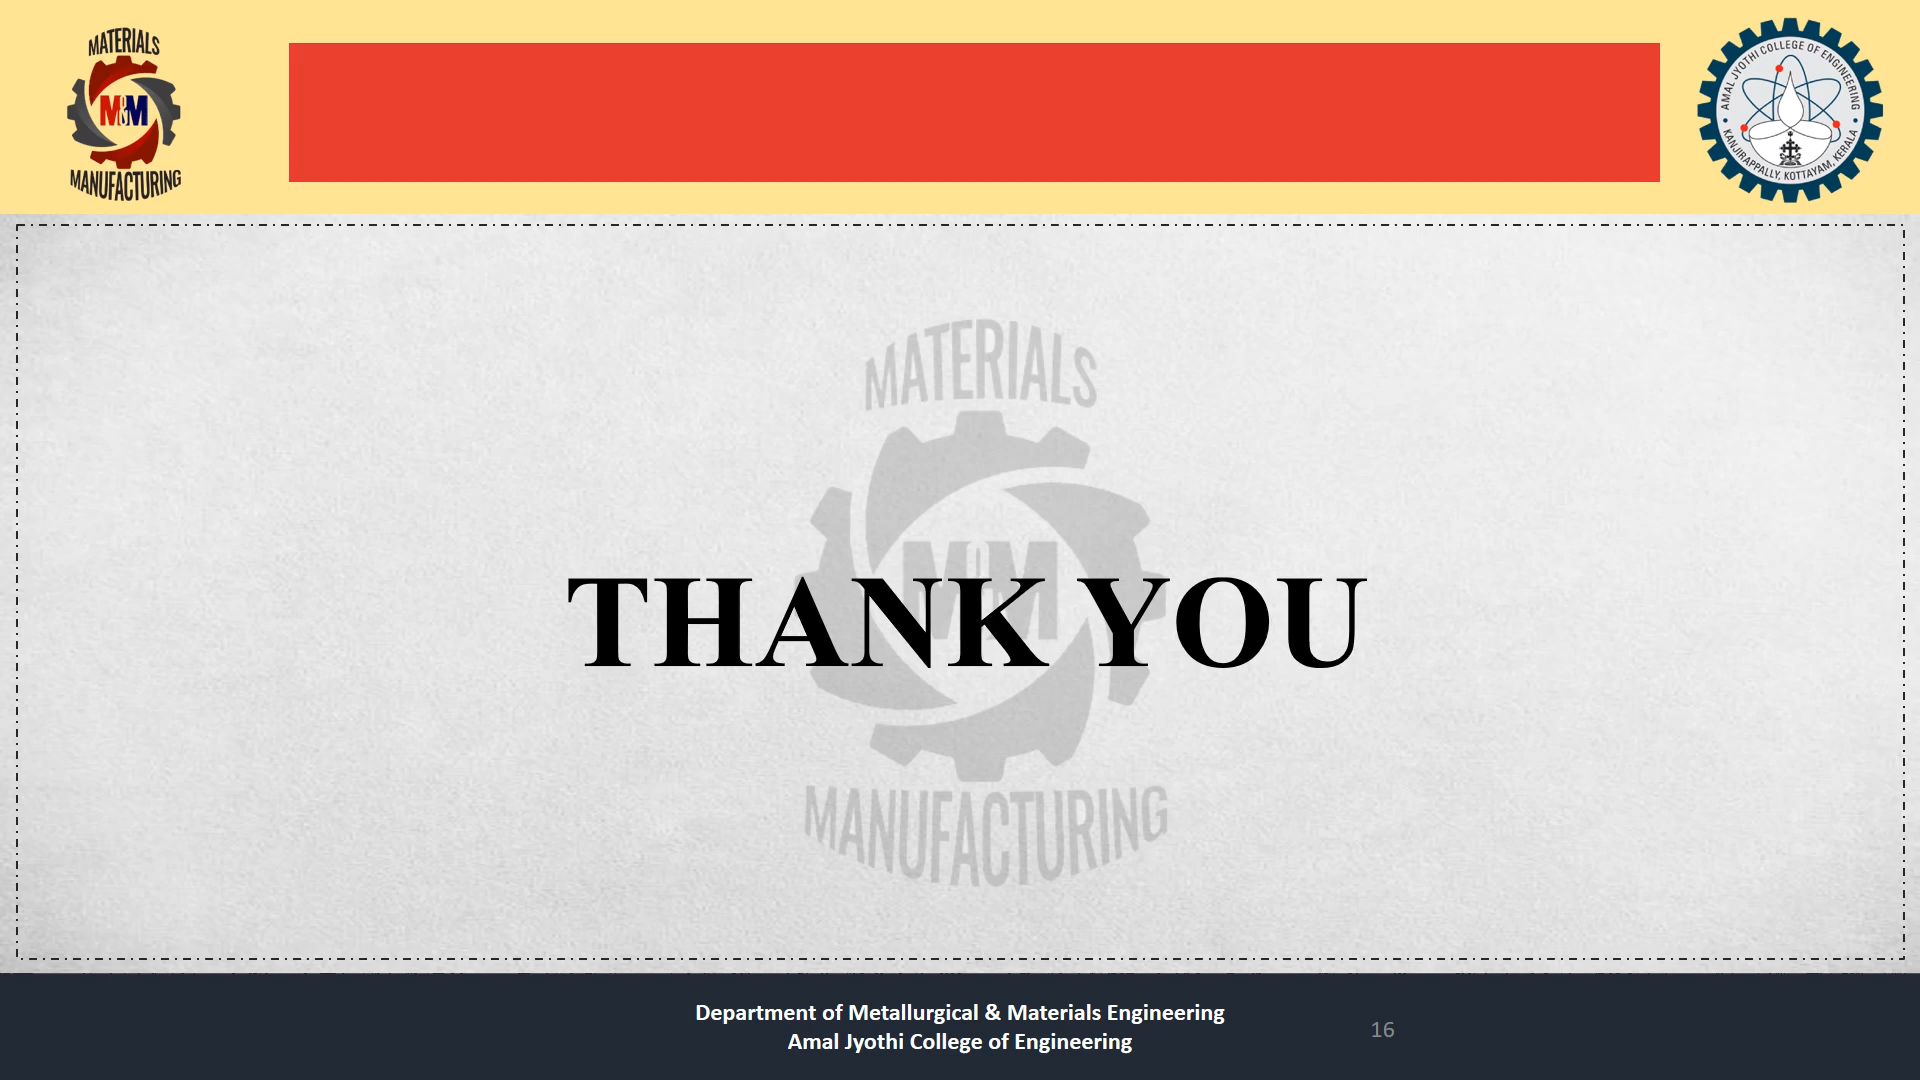 MATERIALS
M&M
MANUFACTURING
AMAL JYOTHI COLLEGE OF ENGINEERING
KANJIRAPPALLY, KOTTAYAM, KERALA
MATERIALS
M&M
THANK YOU
MANUFACTURING
Department of Metallurgical & Materials Engineering
Amal Jyothi College of Engineering
16